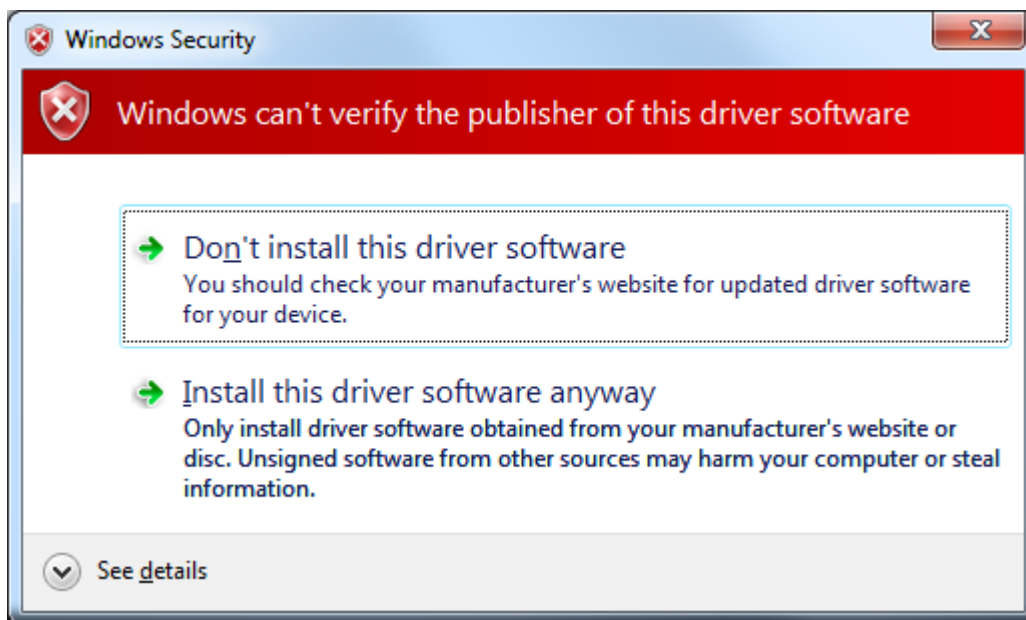 Windows Security
Windows can't verify the publisher of this driver software
Don't install this driver software
You should check your manufacturer's website for updated driver software
for your device.
Install this driver software anyway
Only install driver software obtained from your manufacturer's website or
disc. Unsigned software from other sources may harm your computer or steal
information.
See details